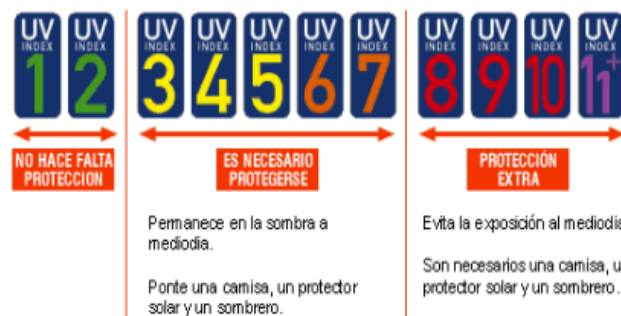 UV UV UV UV UV UV UV UV UV UV UV
INDEX INDEX INDEX INDEX INDEX INDEX INDEX INDEX INDEX INDEX INDEX
1 2 3 4 5 6 7 8 9 10 11+
NO HACE FALTA
PROTECCION
ES NECESARIO
PROTEGERSE
PROTECCIÓN
EXTRA
Permanece en la sombra a
mediodia.
Ponte una camisa, un protector
solar y un sombrero.
Evita la exposición al mediodia
Son necesarios una camisa, u
protector solar y un sombrero.